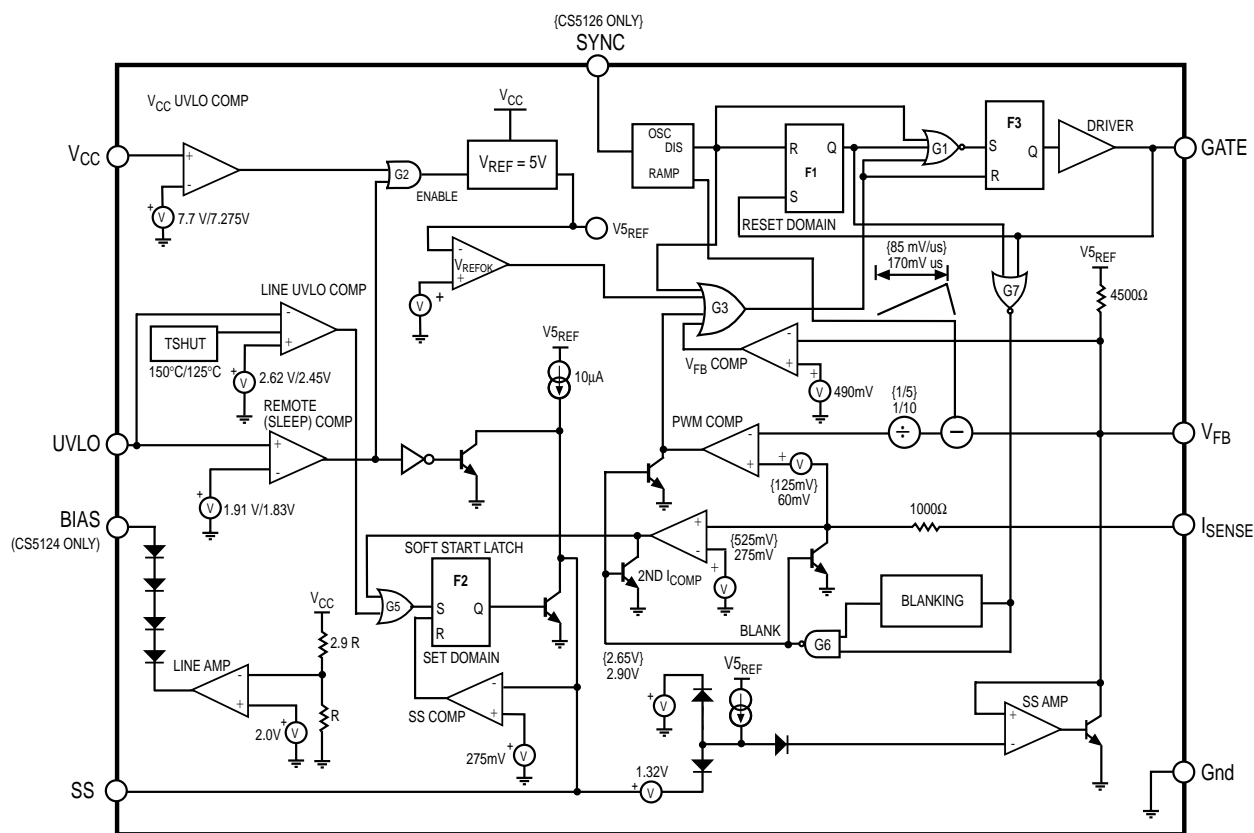 {CS5126 ONLY}
SYNC
VCC UVLO COMP
VCC
+
-
+
V
7.7 V/7.275V
G2
ENABLE
VCC
VREF = 5V
V5REF
-
VREFOK
+
+
V
OSC
DIS
RAMP
R
Q
F1
S
RESET DOMAIN
G1
F3
S
Q
R
DRIVER
GATE
{85 mV/us}
170mV us
G7
V5REF
4500Ω
LINE UVLO COMP
TSHUT
150°C/125°C
-
+
+
V
2.62 V/2.45V
G3
VFB COMP
-
+
+
V
490mV
V5REF
10µA
REMOTE
(SLEEP) COMP
UVLO
+
-
+
V
1.91 V/1.83V
PWM COMP
-
+
+
V
{125mV}
60mV
{1/5}
1/10
÷
−
VFB
BIAS
(CS5124 ONLY)
1000Ω
ISENSE
SOFT START LATCH
G5
F2
S
Q
R
SET DOMAIN
2ND ICOMP
+
-
{525mV}
275mV
+
V
BLANKING
BLANK
G6
VCC
2.9 R
R
LINE AMP
-
+
+
V
2.0V
SS COMP
-
+
275mV
+
V
{2.65V}
2.90V
+
V
V5REF
SS AMP
+
-
SS
1.32V
+
V
Gnd